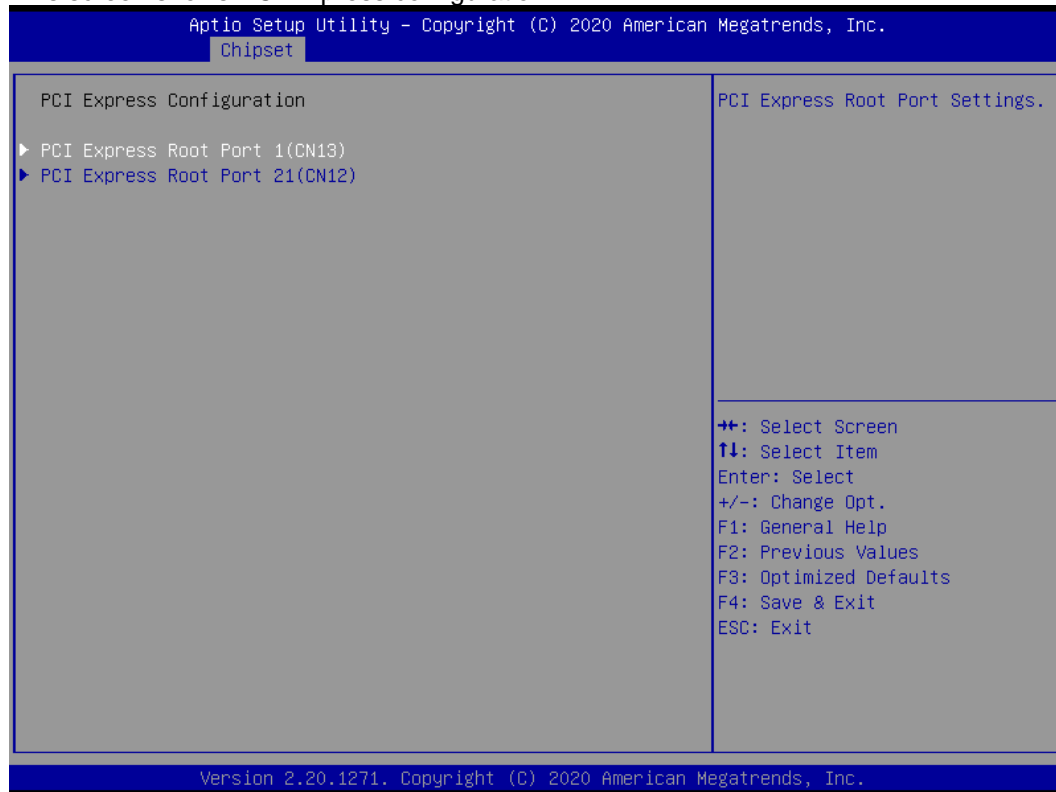 Aptio Setup Utility – Copyright (C) 2020 American Megatrends, Inc.
Chipset
PCI Express Configuration
PCI Express Root Port 1(CN13)
PCI Express Root Port 21(CN12)
PCI Express Root Port Settings.
→←: Select Screen
↑↓: Select Item
Enter: Select
+/-: Change Opt.
F1: General Help
F2: Previous Values
F3: Optimized Defaults
F4: Save & Exit
ESC: Exit
Version 2.20.1271. Copyright (C) 2020 American Megatrends, Inc.